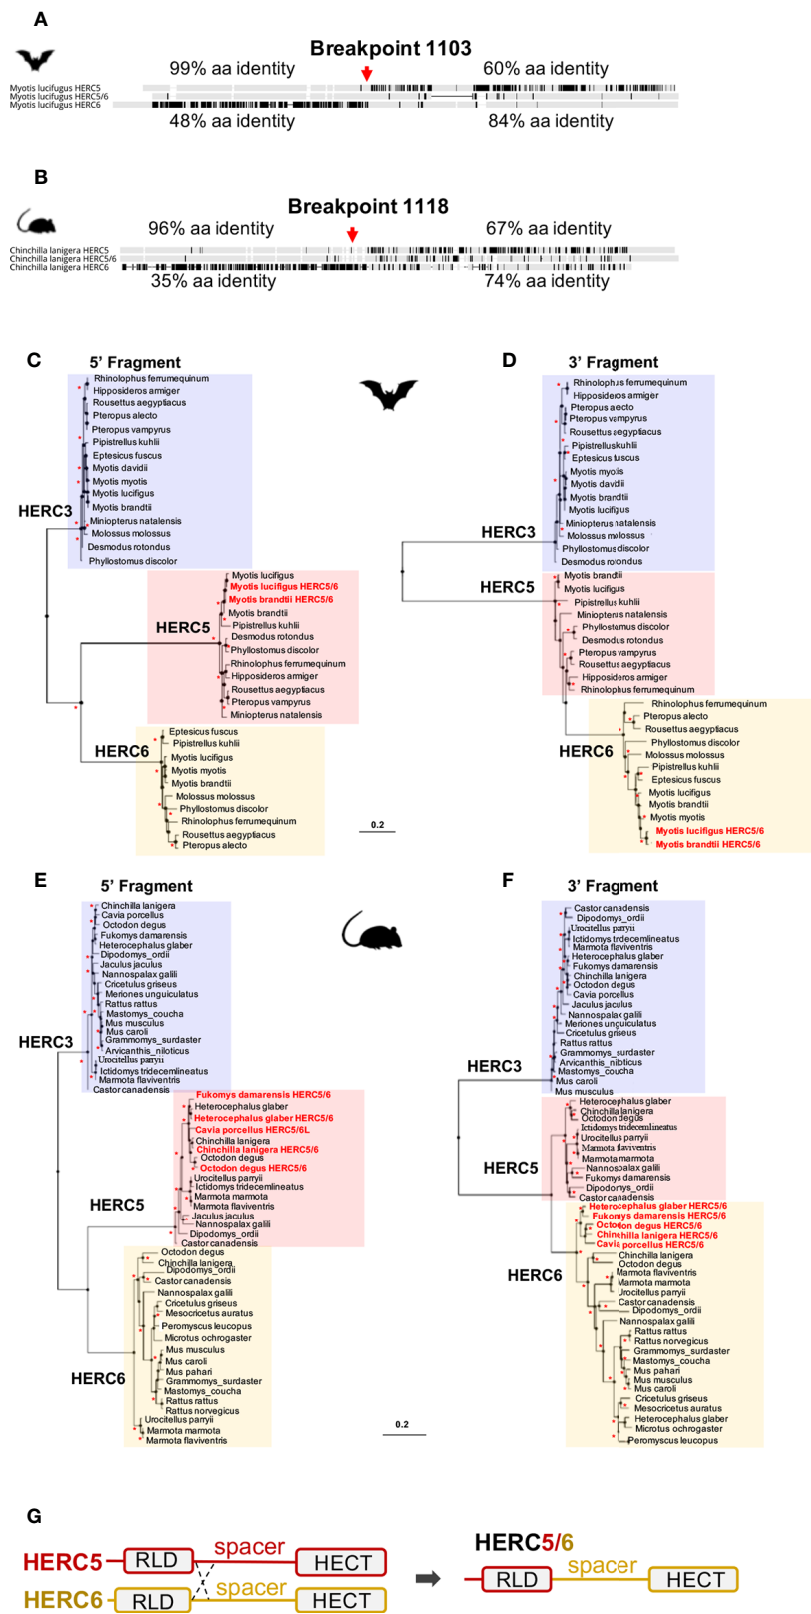 A
Breakpoint 1103
99% aa identity
60% aa identity
Myotis lucifugus HERC5
Myotis lucifugus HERC5/6
Myotis lucifugus HERC6
48% aa identity
84% aa identity
B
Breakpoint 1118
96% aa identity
67% aa identity
Chinchilla lanigera HERC5
Chinchilla lanigera HERC5/6
Chinchilla lanigera HERC6
35% aa identity
74% aa identity
C
5’ Fragment
Rhinolophus ferrumequinum
Hipposideros armiger
Rousettus aegyptiacus
Pteropus alecto
Pteropus vampyrus
Pipistrellus kuhlii
Eptesicus fuscus
Myotis davidii
Myotis myotis
Myotis lucifigus
Myotis brandtii
HERC3
Miniopterus natalensis
Molossus molossus
Desmodus rotondus
Phyllostomus discolor
Myotis lucifigus
Myotis lucifigus HERC5/6
Myotis brandtii HERC5/6
Myotis brandtii
HERC5
Pipistrellus kuhlii
Desmodus rotondus
Phyllostomus discolor
Rhinolophus ferrumequinum
Hipposideros armiger
Rousettus aegyptiacus
Pteropus vampyrus
Miniopterus natalensis
Eptesicus fuscus
HERC6
Pipistrellus kuhlii
Myotis lucifigus
Myotis myotis
Myotis brandtii
Molossus molossus
Phyllostomus discolor
Rhinolophus ferrumequinum
Rousettus aegyptiacus
Pteropus alecto
0.2
D
3’ Fragment
Rhinolophus ferrumequinum
Hipposideros armiger
Pteropus aecto
Pteropus vampyrus
Rousettus aegyptiacus
Pipistrellus kuhlii
Eptesicus fuscus
Myotis myotis
Myotis davidii
Myotis brandtii
Myotis lucifigus
Miniopterus natalensis
HERC3
Molossus molossus
Phyllostomus discolor
Desmodus rotondus
Myotis brandtii
HERC5
Myotis lucifigus
Pipistrellus kuhlii
Miniopterus natalensis
Phyllostomus discolor
Desmodus rotondus
Pteropus vampyrus
Rousettus aegyptiacus
Hipposideros armiger
Rhinolophus ferrumequinum
Rhinolophus ferrumequinum
Pteropus alecto
Rousettus aegyptiacus
Phyllostomus discolor
HERC6
Molossus molossus
Pipistrellus kuhlii
Eptesicus fuscus
Myotis lucifigus
Myotis brandtii
Myotis myotis
Myotis lucifigus HERC5/6
Myotis brandtii HERC5/6
E
5’ Fragment
Chinchilla lanigera
Cavia porcellus
Octodon degus
Fukomys damarensis
Heterocephalus glaber
Dipodomys_ordii
Jaculus jaculus
Nannospalax galili
Cricetulus griseus
Meriones unguiculatus
Rattus rattus
Mastomys_coucha
Mus musculus
Mus caroli
HERC3
Grammomys_surdaster
Arvicanthis_niloticus
Urocitellus parryii
Ictidomys tridecemlineatus
Marmota flaviventris
Castor canadensis
Fukomys damarensis HERC5/6
Heterocephalus glaber
Heterocephalus glaber HERC5/6
Cavia porcellus HERC5/6L
Chinchilla lanigera
Chinchilla lanigera HERC5/6
Octodon degus
Octodon degus HERC5/6
Urocitellus parryii
Ictidomys tridecemlineatus
Marmota marmota
HERC5
Marmota flaviventris
Jaculus jaculus
Nannospalax galili
Dipodomys_ordii
Castor canadensis
Octodon degus
Chinchilla lanigera
Dipodomys_ordii
Castor canadensis
Nannospalax galili
Cricetulus griseus
Mesocricetus auratus
Peromyscus leucopus
Microtus ochrogaster
Mus musculus
Mus caroli
HERC6
Mus pahari
Grammomys_surdaster
Mastomys_coucha
Rattus rattus
Rattus norvegicus
Urocitellus parryii
Marmota marmota
Marmota flaviventris
0.2
F
3’ Fragment
Castor canadensis
Dipodomys_ordii
Urocitellus parryii
Ictidomys tridecemlineatus
Marmota flaviventris
Heterocephalus glaber
Fukomys damarensis
Chinchilla lanigera
Octodon degus
Cavia porcellus
Jaculus jaculus
Nannospalax galili
Meriones unguiculatus
Cricetulus griseus
Rattus rattus
Grammomys_surdaster
HERC3
Arvicanthis_nibticus
Mastomys_coucha
Mus caroli
Mus musculus
Heterocephalus glaber
Chinchilla lanigera
Octodon degus
Ictidomys tridecemlineatus
Urocitellus parryii
Marmota flaviventris
Marmota marmota
HERC5
Nannospalax galili
Fukomys damarensis
Dipodomys_ordii
Castor canadensis
Heterocephalus glaber HERC5/6
Fukomys damarensis HERC5/6
Octodon degus HERC5/6
Chinchilla lanigera HERC5/6
Cavia porcellus HERC5/6
Chinchilla lanigera
Octodon degus
HERC6
Marmota flaviventris
Marmota marmota
Urocitellus parryii
Castor canadensis
Dipodomys_ordii
Nannospalax galili
Rattus rattus
Rattus norvegicus
Grammomys_surdaster
Mastomys_coucha
Mus pahari
Mus musculus
Mus caroli
Cricetulus griseus
Mesocricetus auratus
Heterocephalus glaber
Microtus ochrogaster
Peromyscus leucopus
G
HERC5 RLD spacer HECT
HERC6 RLD spacer HECT
HERC5/6
RLD spacer HECT